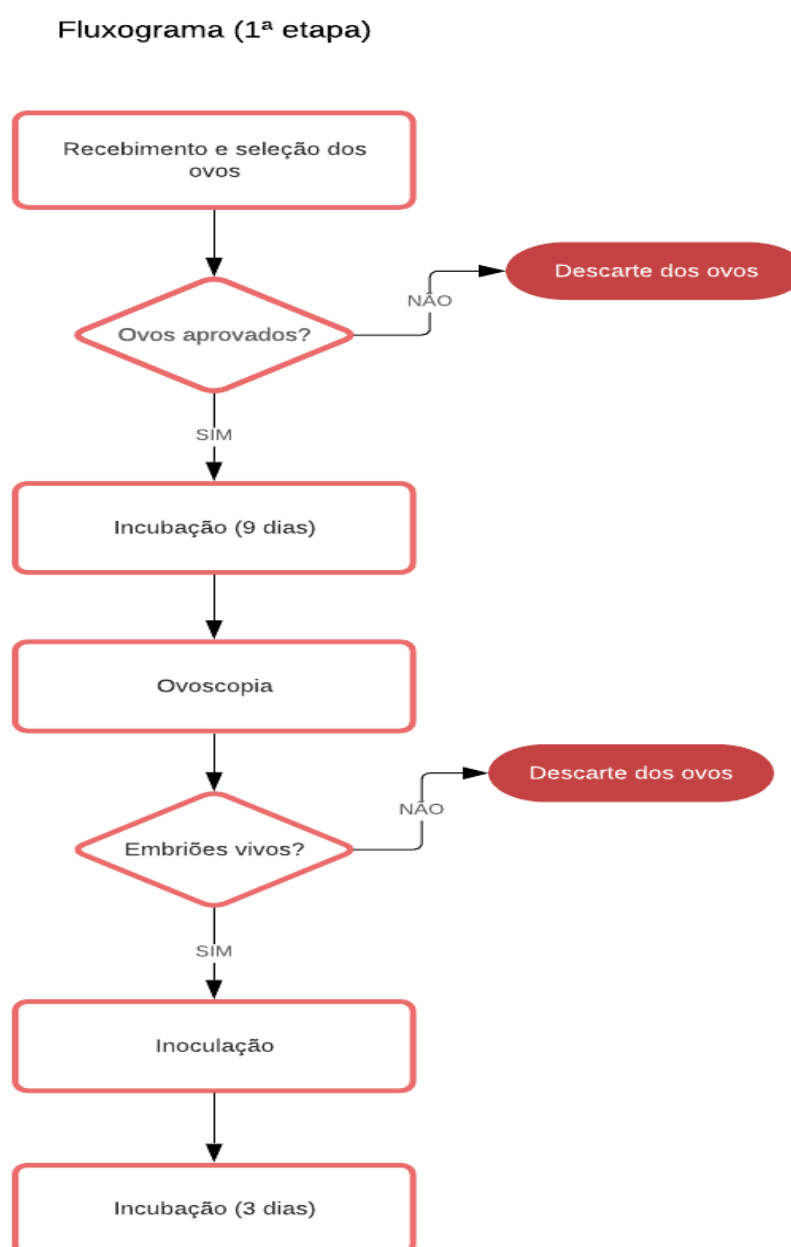 Fluxograma (1ª etapa)
Recebimento e seleção dos
ovos
Descarte dos ovos
NÃO
Ovos aprovados?
SIM
Incubação (9 dias)
Ovoscopia
Descarte dos ovos
NÃO
Embriões vivos?
SIM
Inoculação
Incubação (3 dias)